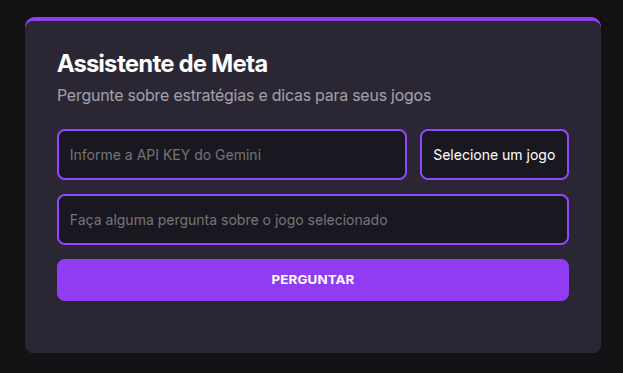 Assistente de Meta
Pergunte sobre estratégias e dicas para seus jogos
Informe a API KEY do Gemini
Selecione um jogo
Faça alguma pergunta sobre o jogo selecionado
PERGUNTAR